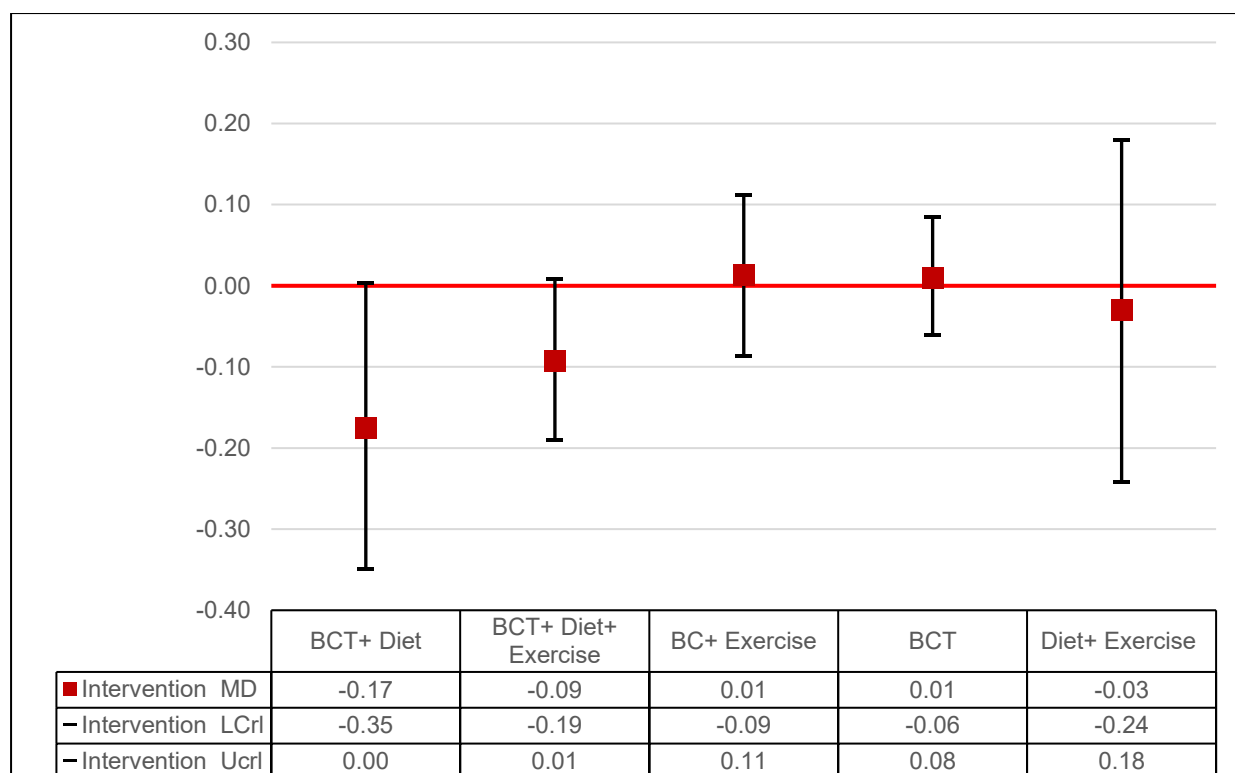 0.30
0.20
0.10
0.00
-0.10
-0.20
-0.30
-0.40
BCT+ Diet BCT+ Diet+ Exercise BC+ Exercise BCT Diet+ Exercise
Intervention MD -0.17 -0.09 0.01 0.01 -0.03
Intervention LCrl -0.35 -0.19 -0.09 -0.06 -0.24
Intervention Ucrl 0.00 0.01 0.11 0.08 0.18